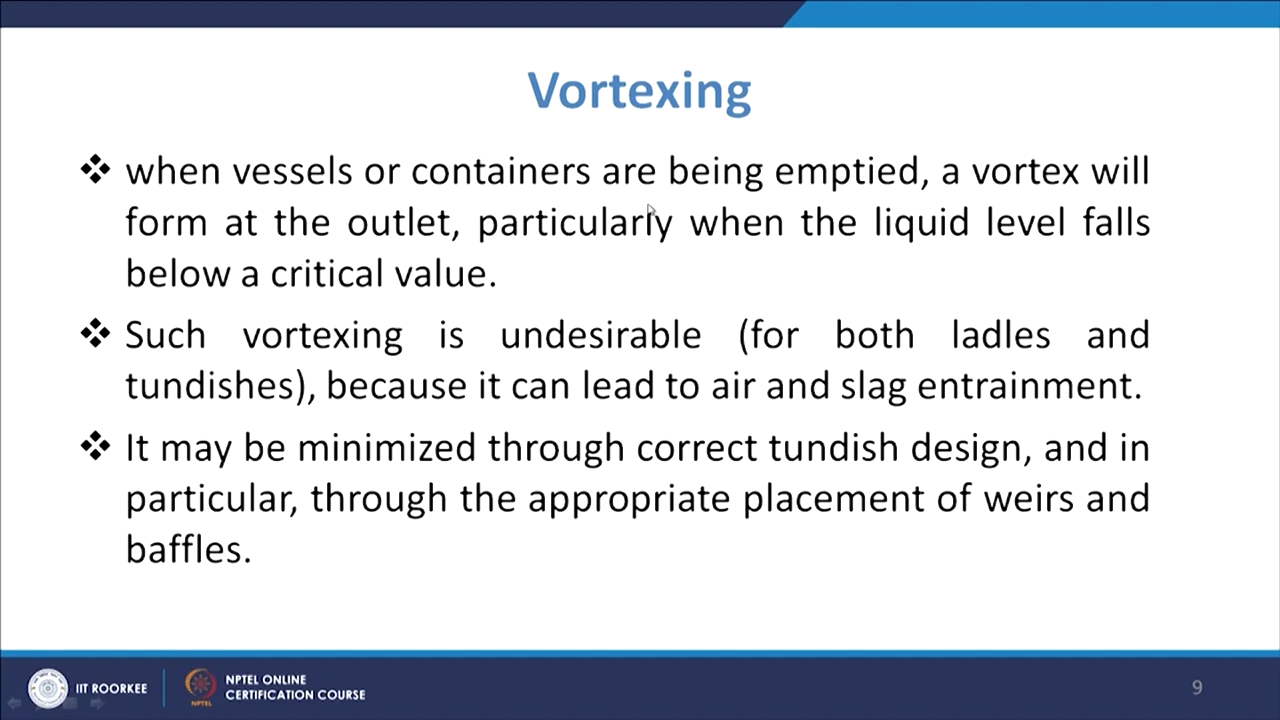 Vortexing
❖ when vessels or containers are being emptied, a vortex will
form at the outlet, particularly when the liquid level falls
below a critical value.
❖ Such vortexing is undesirable (for both ladles and
tundishes), because it can lead to air and slag entrainment.
❖ It may be minimized through correct tundish design, and in
particular, through the appropriate placement of weirs and
baffles.
IIT ROORKEE
NPTEL
NPTEL ONLINE
CERTIFICATION COURSE
9